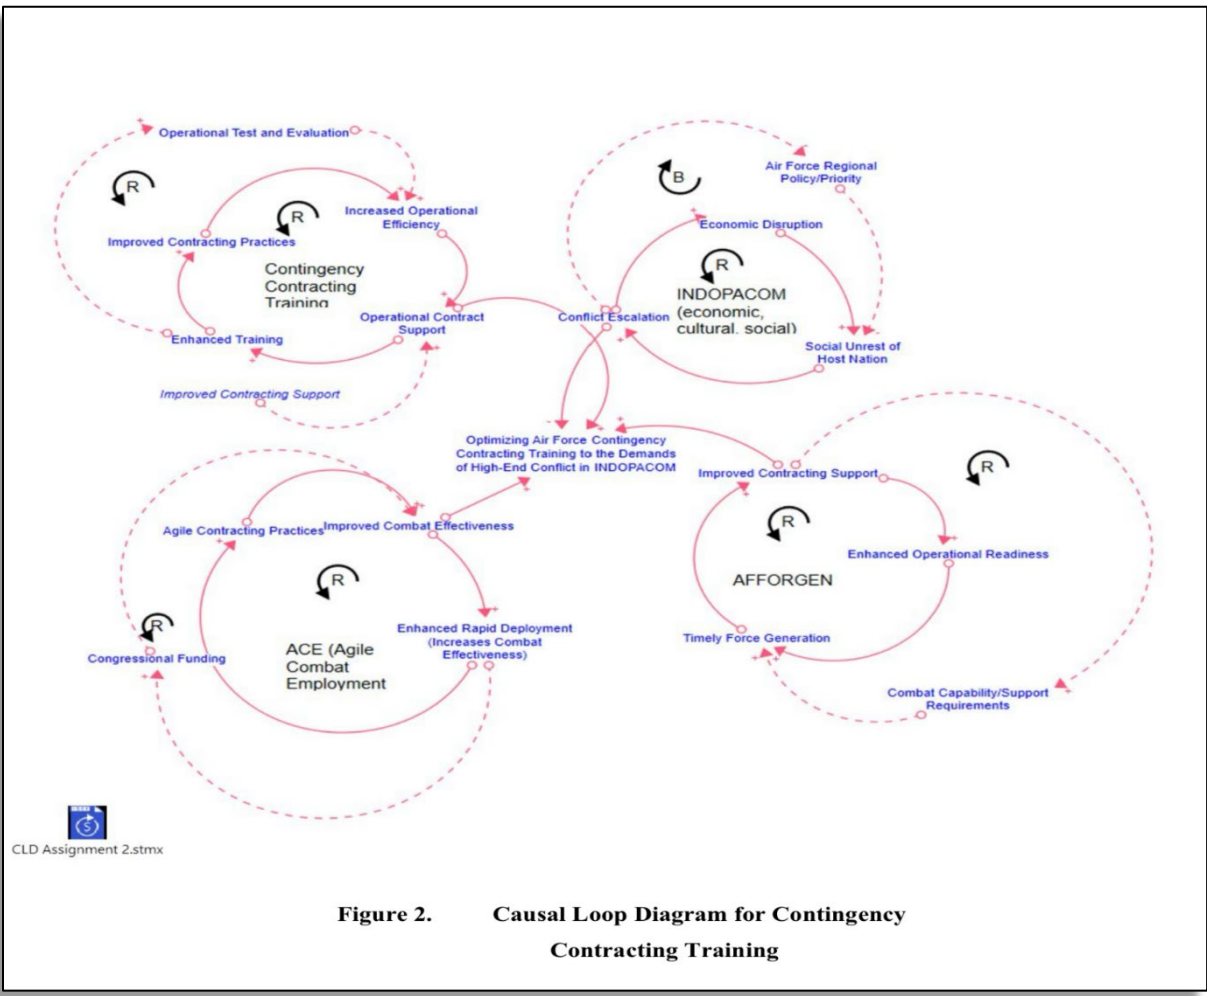 Operational Test and Evaluation
R
R
Increased Operational
Efficiency
Improved Contracting Practices
Contingency
Contracting
Training
Operational Contract
Support
Enhanced Training
Improved Contracting Support
B
Air Force Regional
Policy/Priority
Economic Disruption
R
INDOPACOM
(economic,
cultural, social)
Conflict Escalation
Social Unrest of
Host Nation
Optimizing Air Force Contingency
Contracting Training to the Demands
of High-End Conflict in INDOPACOM
Agile Contracting Practices
Improved Combat Effectiveness
R
R
Congressional Funding
ACE (Agile
Combat
Employment
Enhanced Rapid Deployment
(Increases Combat
Effectiveness)
Improved Contracting Support
R
R
Enhanced Operational Readiness
AFFORGEN
Timely Force Generation
Combat Capability/Support
Requirements
S
CLD Assignment 2.stmx
Figure 2. Causal Loop Diagram for Contingency
Contracting Training